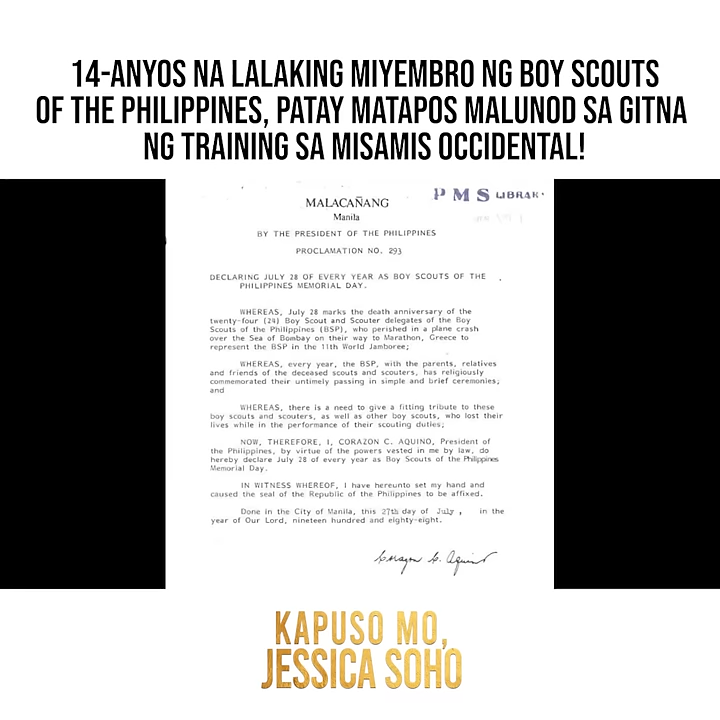 14-ANYOS NA LALAKING MIYEMBRO NG BOY SCOUTS
OF THE PHILIPPINES, PATAY MATAPOS MALUNOD SA GITNA
NG TRAINING SA MISAMIS OCCIDENTAL!
PMS LIBRAR
MALACAÑANG
Manila
BY THE PRESIDENT OF THE PHILIPPINES
PROCLAMATION NO. 293
DECLARING JULY 28 OF EVERY YEAR AS BOY SCOUTS OF THE
PHILIPPINES MEMORIAL DAY.
WHEREAS, July 28 marks the death anniversary of the
twenty-four (24) Boy Scout and Scouter delegates of the Boy
Scouts of the Philippines (BSP), who perished in a plane crash
over the Sea of Bombay on their way to Marathon, Greece to
represent the BSP in the 11th World Jamboree;
WHEREAS, every year, the BSP, with the parents, relatives
and friends of the deceased scouts and scouters, has religiously
commemorated their untimely passing in simple and brief ceremonies;
and
WHEREAS, there is a need to give a fitting tribute to these
boy scouts and scouters, as well as other boy scouts, who lost their
lives while in the performance of their scouting duties;
NOW, THEREFORE, I, CORAZON C. AQUINO, President of
the Philippines, by virtue of the powers vested in me by law, do
hereby declare July 28 of every year as Boy Scouts of the Philippines
Memorial Day.
IN WITNESS WHEREOF, I have hereunto set my hand and
caused the seal of the Republic of the Philippines to be affixed.
Done in the City of Manila, this 27th day of July, in the
year of Our Lord, nineteen hundred and eighty-eight.
Corazon C. Aquino
KAPUSO MO,
JESSICA SOHO